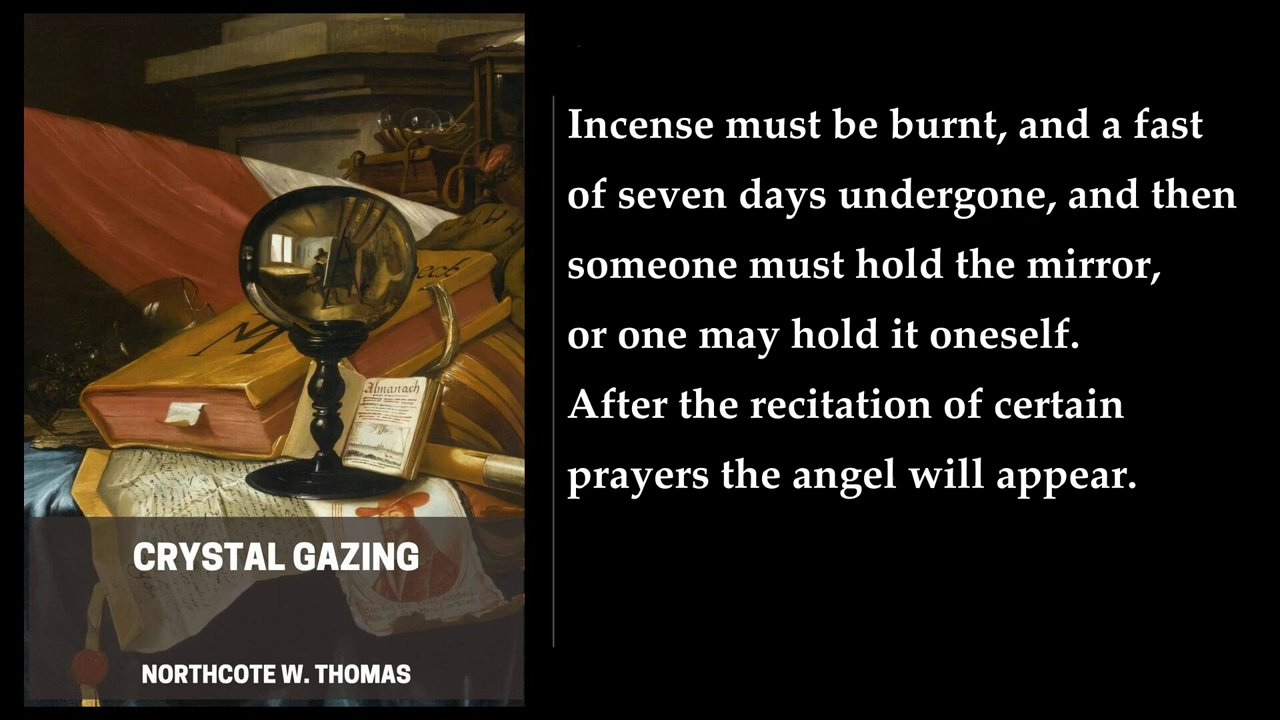 Incense must be burnt, and a fast
of seven days undergone, and then
someone must hold the mirror,
or one may hold it oneself.
After the recitation of certain
prayers the angel will appear.
Almanach
M
CRYSTAL GAZING
NORTHCOTE W. THOMAS